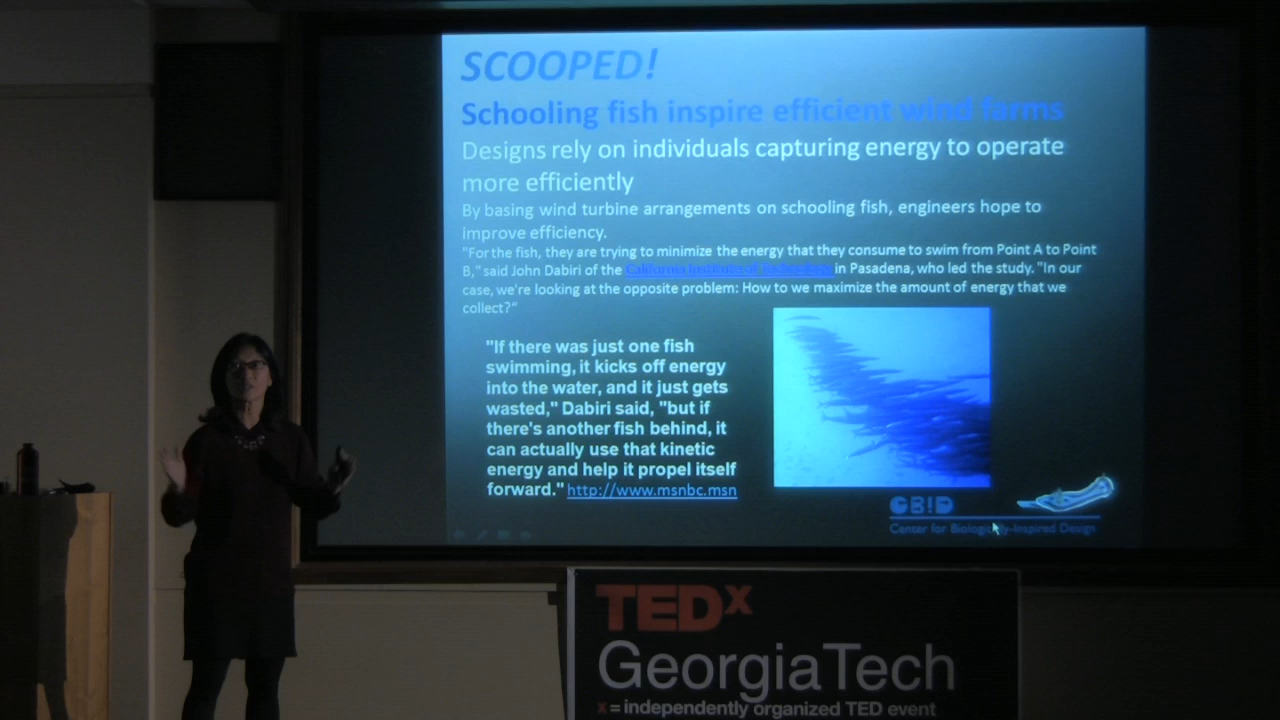 SCOOPED!
Schooling fish inspire efficient wind farms
Designs rely on individuals capturing energy to operate
more efficiently
By basing wind turbine arrangements on schooling fish, engineers hope to
improve efficiency.
"For the fish, they are trying to minimize the energy that they consume to swim from Point A to Point
B," said John Dabiri of the California Institute of Technology in Pasadena, who led the study. "In our
case, we're looking at the opposite problem: How to we maximize the amount of energy that we
collect?"
"If there was just one fish
swimming, it kicks off energy
into the water, and it just gets
wasted," Dabiri said, "but if
there's another fish behind, it
can actually use that kinetic
energy and help it propel itself
forward." http://www.msnbc.msn
CBID
Center for Biologically-Inspired Design
TEDx
GeorgiaTech
x = independently organized TED event